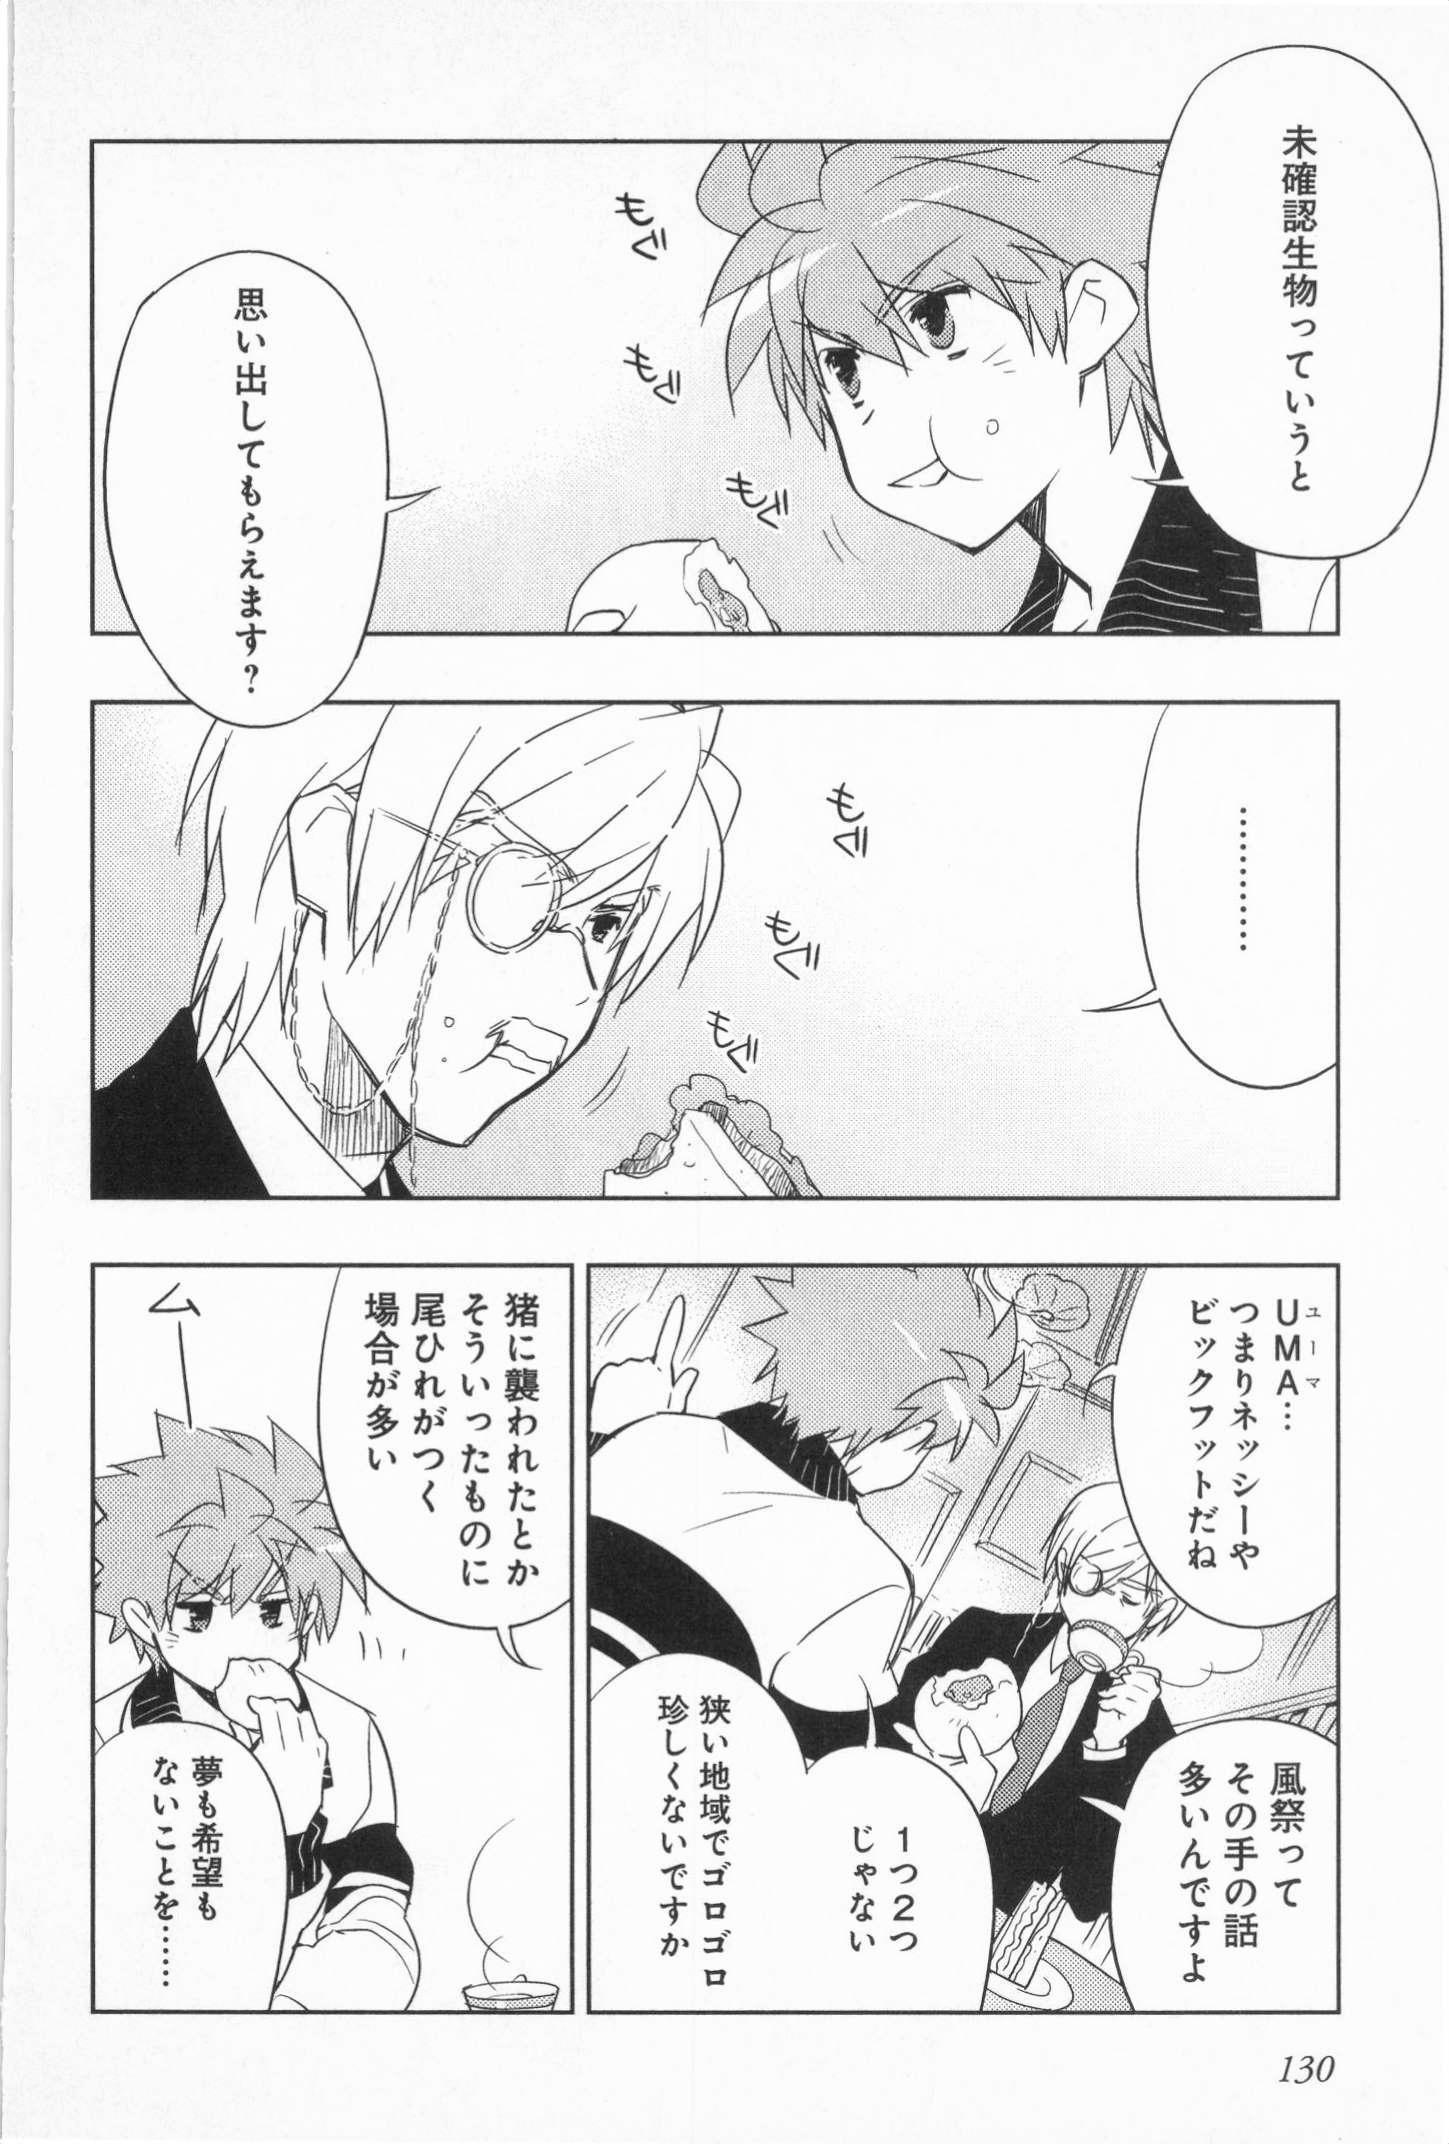 未確認生物っていうと
もぐ
もぐ
もぐ
思い出してもらえます?
…………
もぐ
もぐ
もぐ
UMA…
ユーマ
つまりネッシーや
ビックフットだね
風祭って
その手の話
多いんですよ
1つ2つ
じゃない
狭い地域でゴロゴロ
珍しくないですか
猪に襲われたとか
そういったものに
尾ひれがつく
場合が多い
ムー
夢も希望も
ないことを……
130